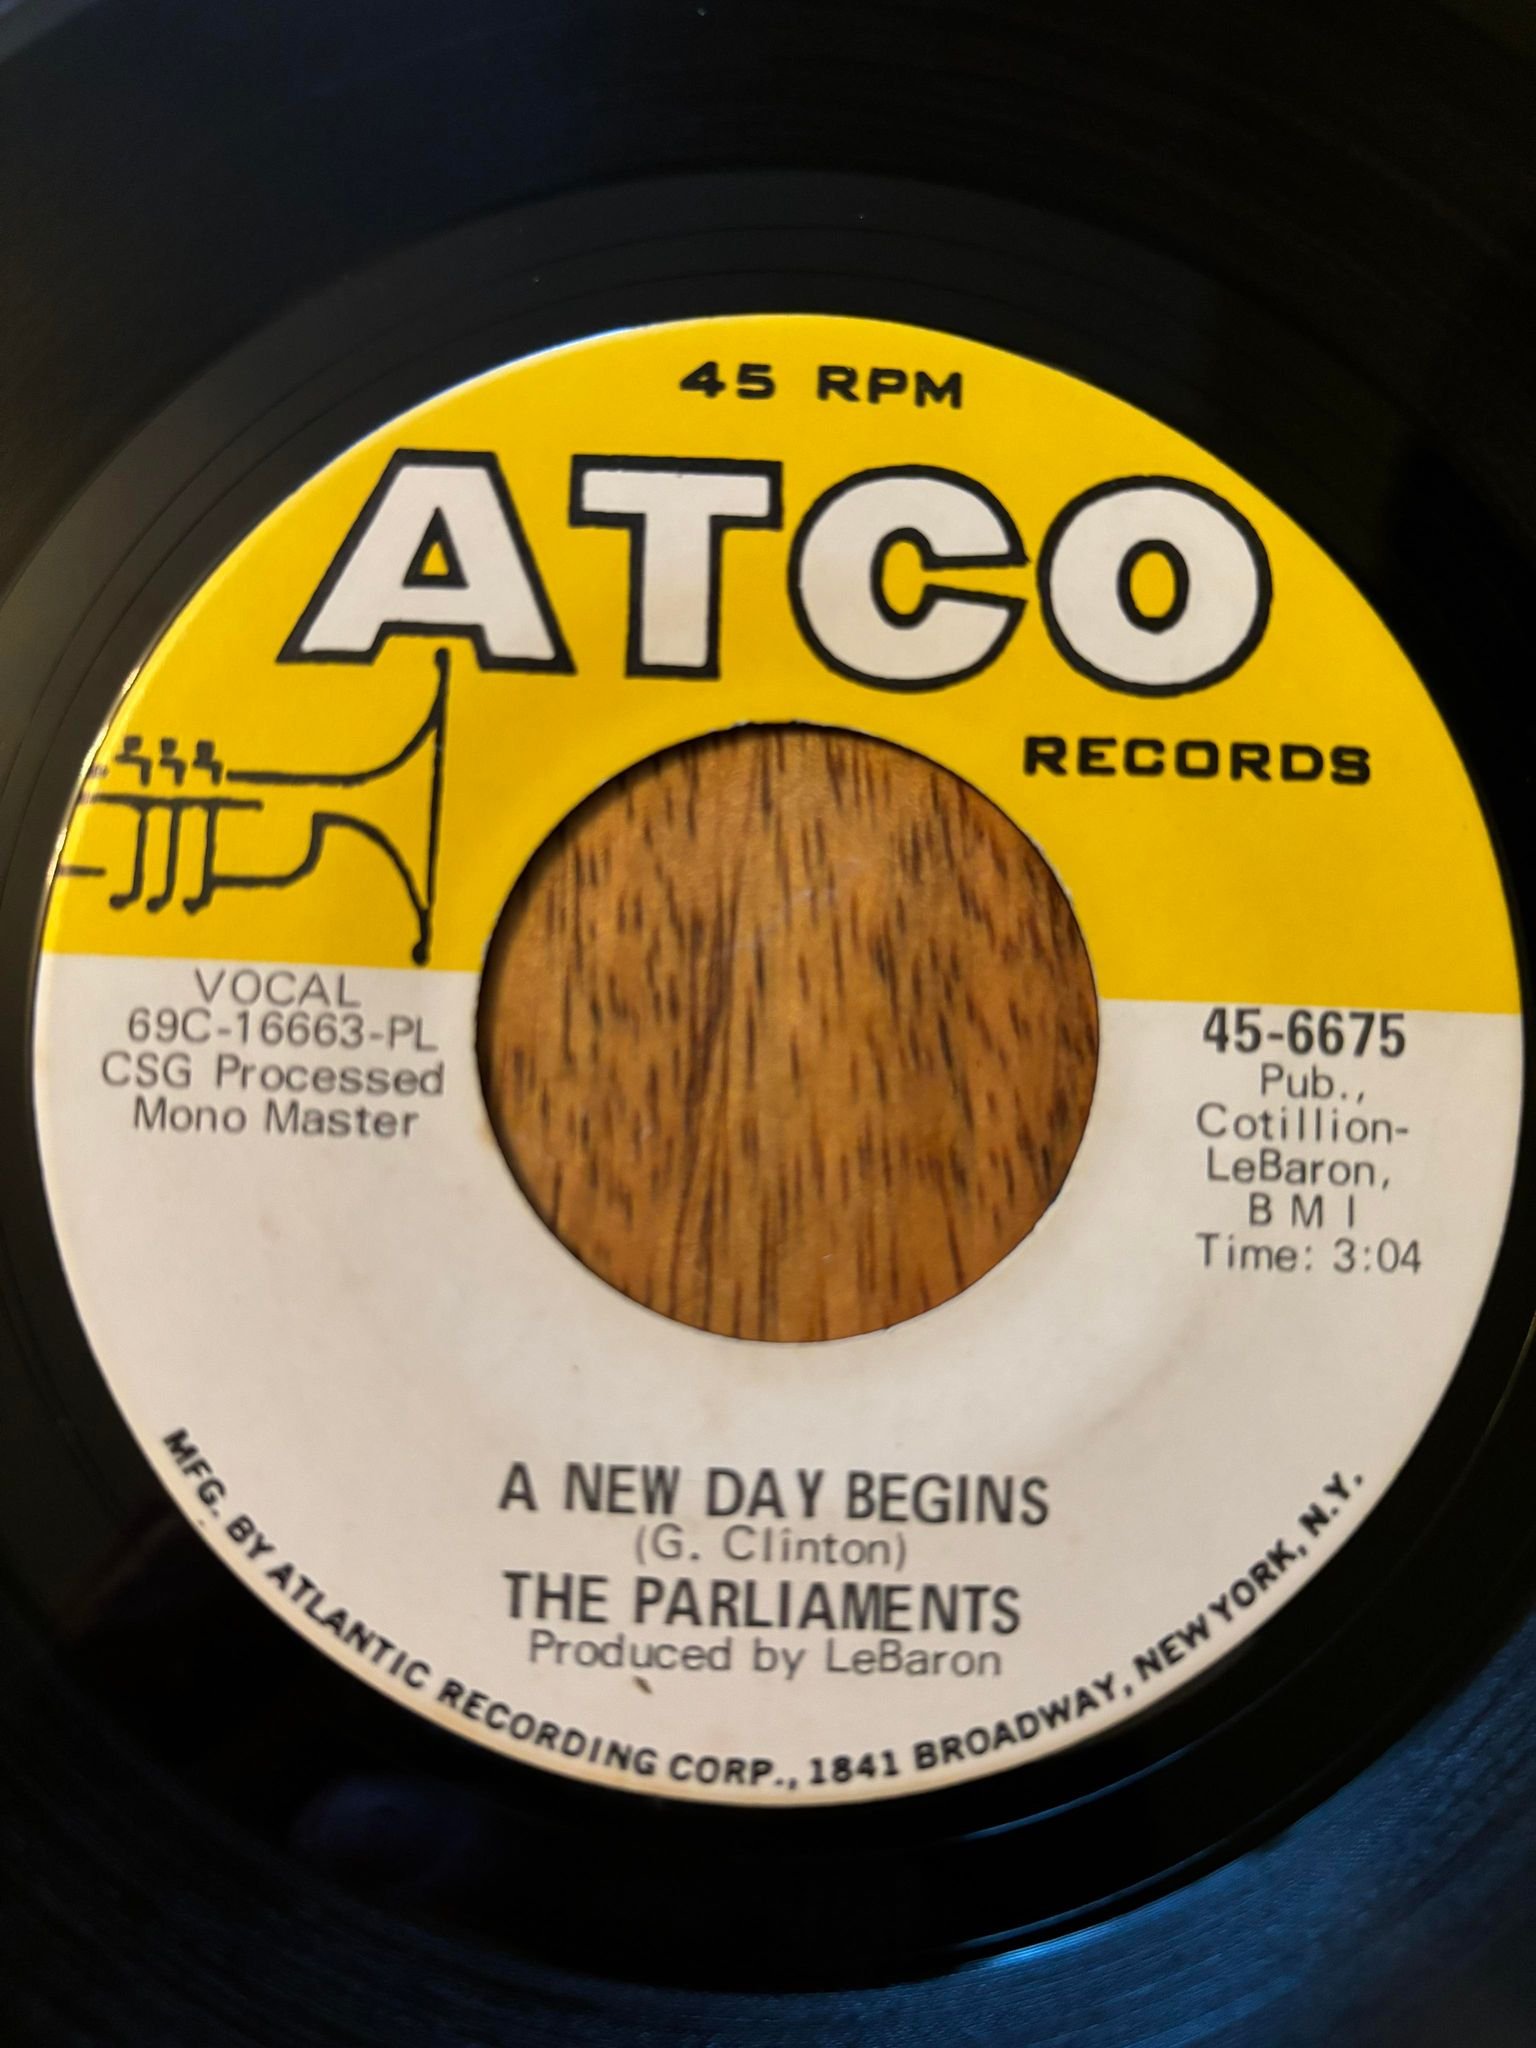 45 RPM
ATCO
RECORDS
VOCAL
69C-16663-PL
CSG Processed
Mono Master
45-6675
Pub.,
Cotillion-
LeBaron,
B M I
Time: 3:04
A NEW DAY BEGINS
(G. Clinton)
THE PARLIAMENTS
Produced by LeBaron
MFG. BY ATLANTIC RECORDING CORP., 1841 BROADWAY, NEW YORK, N.Y.